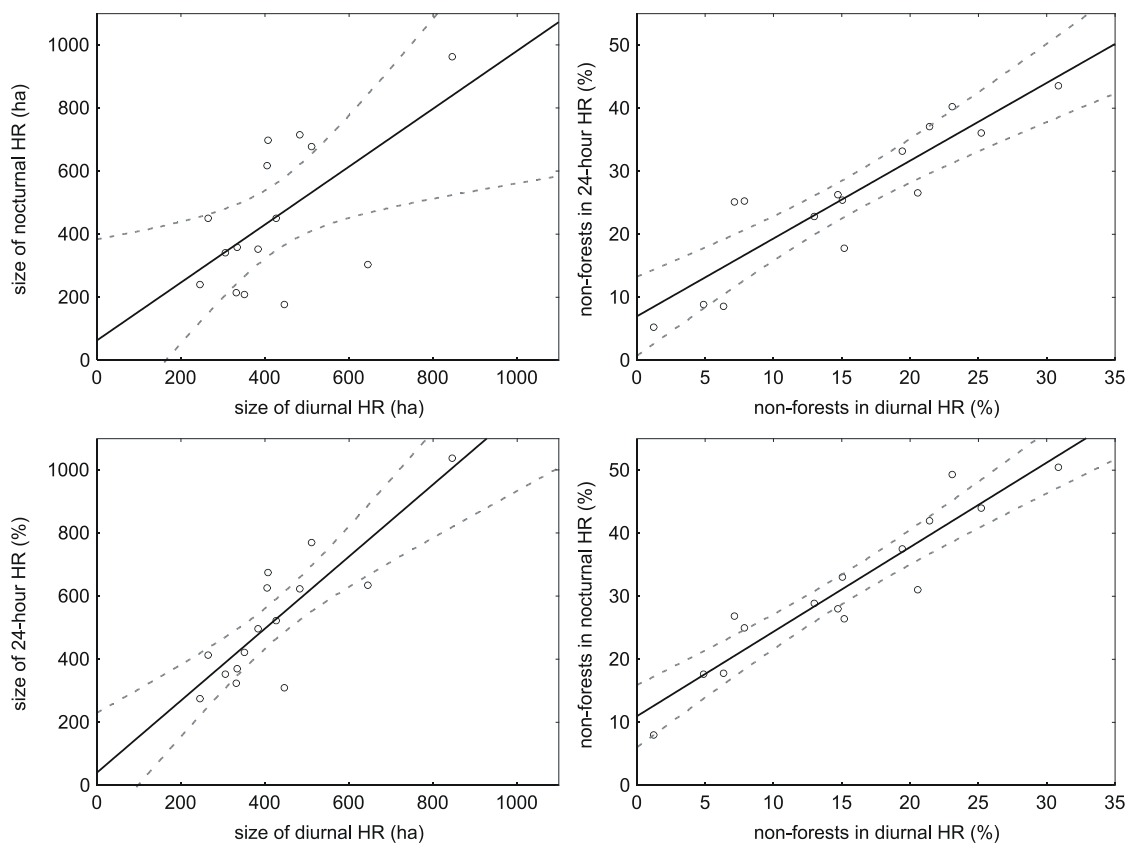 1000
800
600
400
200
0
size of nocturnal HR (ha)
0 200 400 600 800 1000
size of diurnal HR (ha)
50
40
30
20
10
0
non-forests in 24-hour HR (%)
0 5 10 15 20 25 30 35
non-forests in diurnal HR (%)
1000
800
600
400
200
0
size of 24-hour HR (%)
0 200 400 600 800 1000
size of diurnal HR (ha)
50
40
30
20
10
0
non-forests in nocturnal HR (%)
0 5 10 15 20 25 30 35
non-forests in diurnal HR (%)